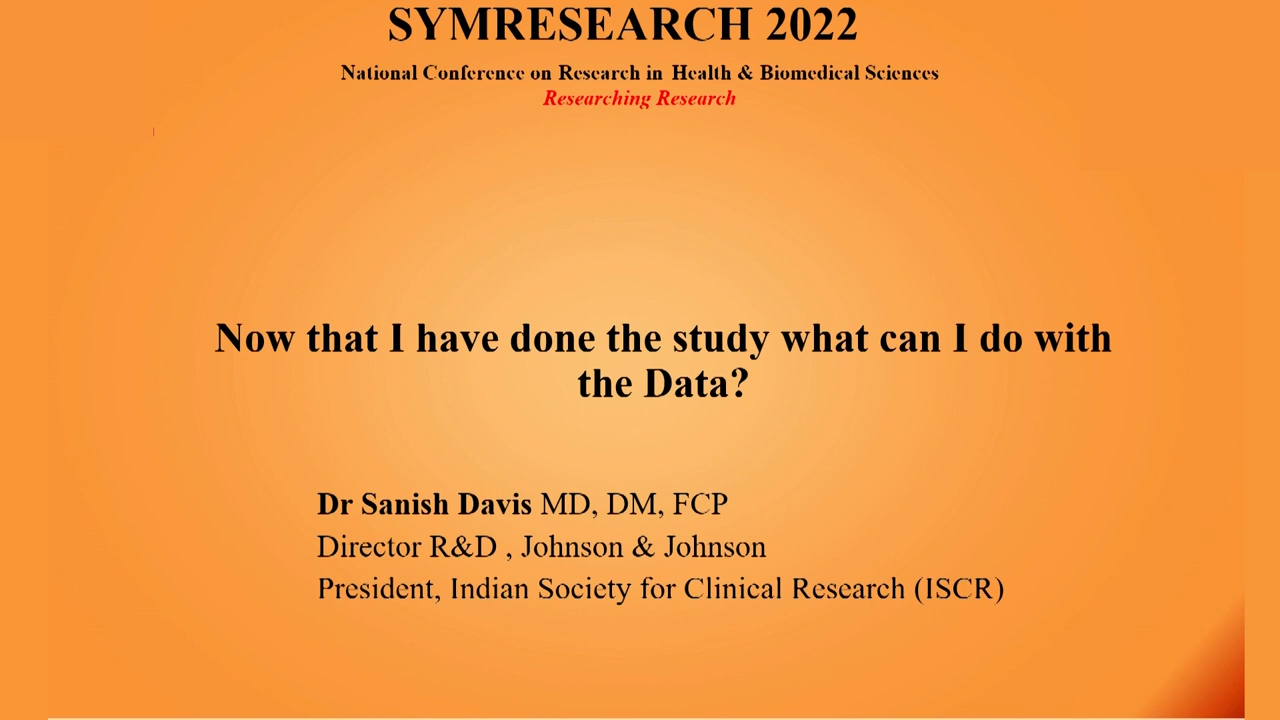 SYMRESEARCH 2022
National Conference on Research in Health & Biomedical Sciences
Researching Research
Now that I have done the study what can I do with
the Data?
Dr Sanish Davis MD, DM, FCP
Director R&D , Johnson & Johnson
President, Indian Society for Clinical Research (ISCR)